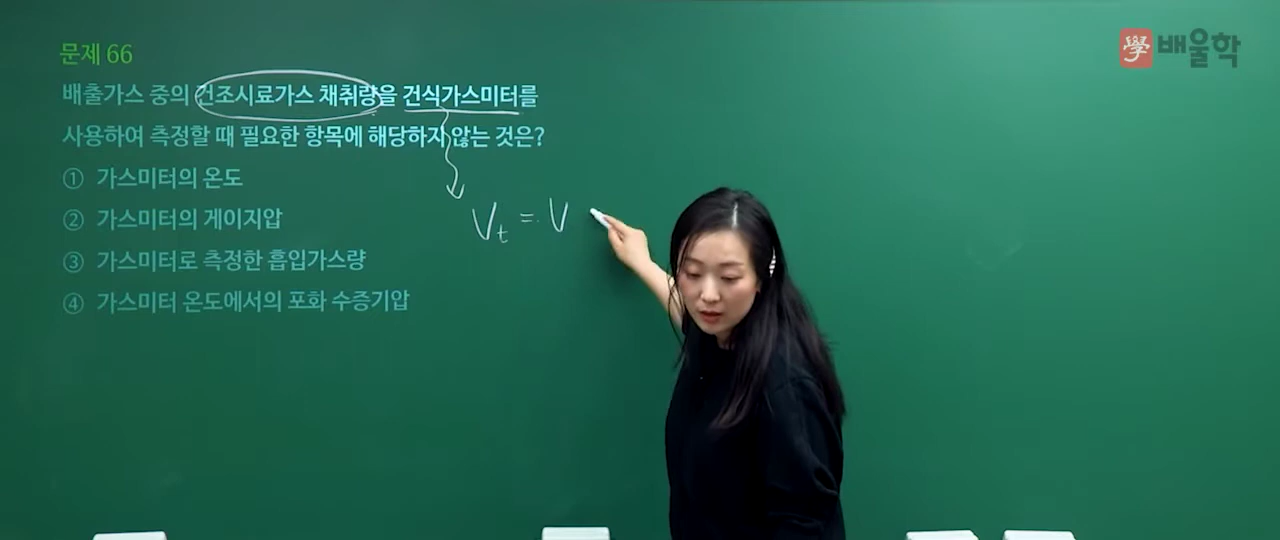 문제 66
배출가스 중의 건조시료가스 채취량을 건식가스미터를
사용하여 측정할 때 필요한 항목에 해당하지 않는 것은?
① 가스미터의 온도
② 가스미터의 게이지압
③ 가스미터로 측정한 흡입가스량
④ 가스미터 온도에서의 포화 수증기압
Vt = V
學 배울학